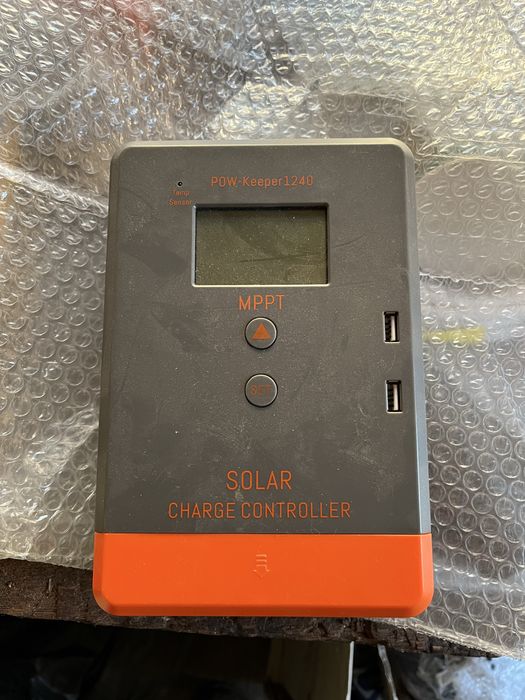 POW-Keeper1240
Temp
Sensor
MPPT
SET
SOLAR
CHARGE CONTROLLER